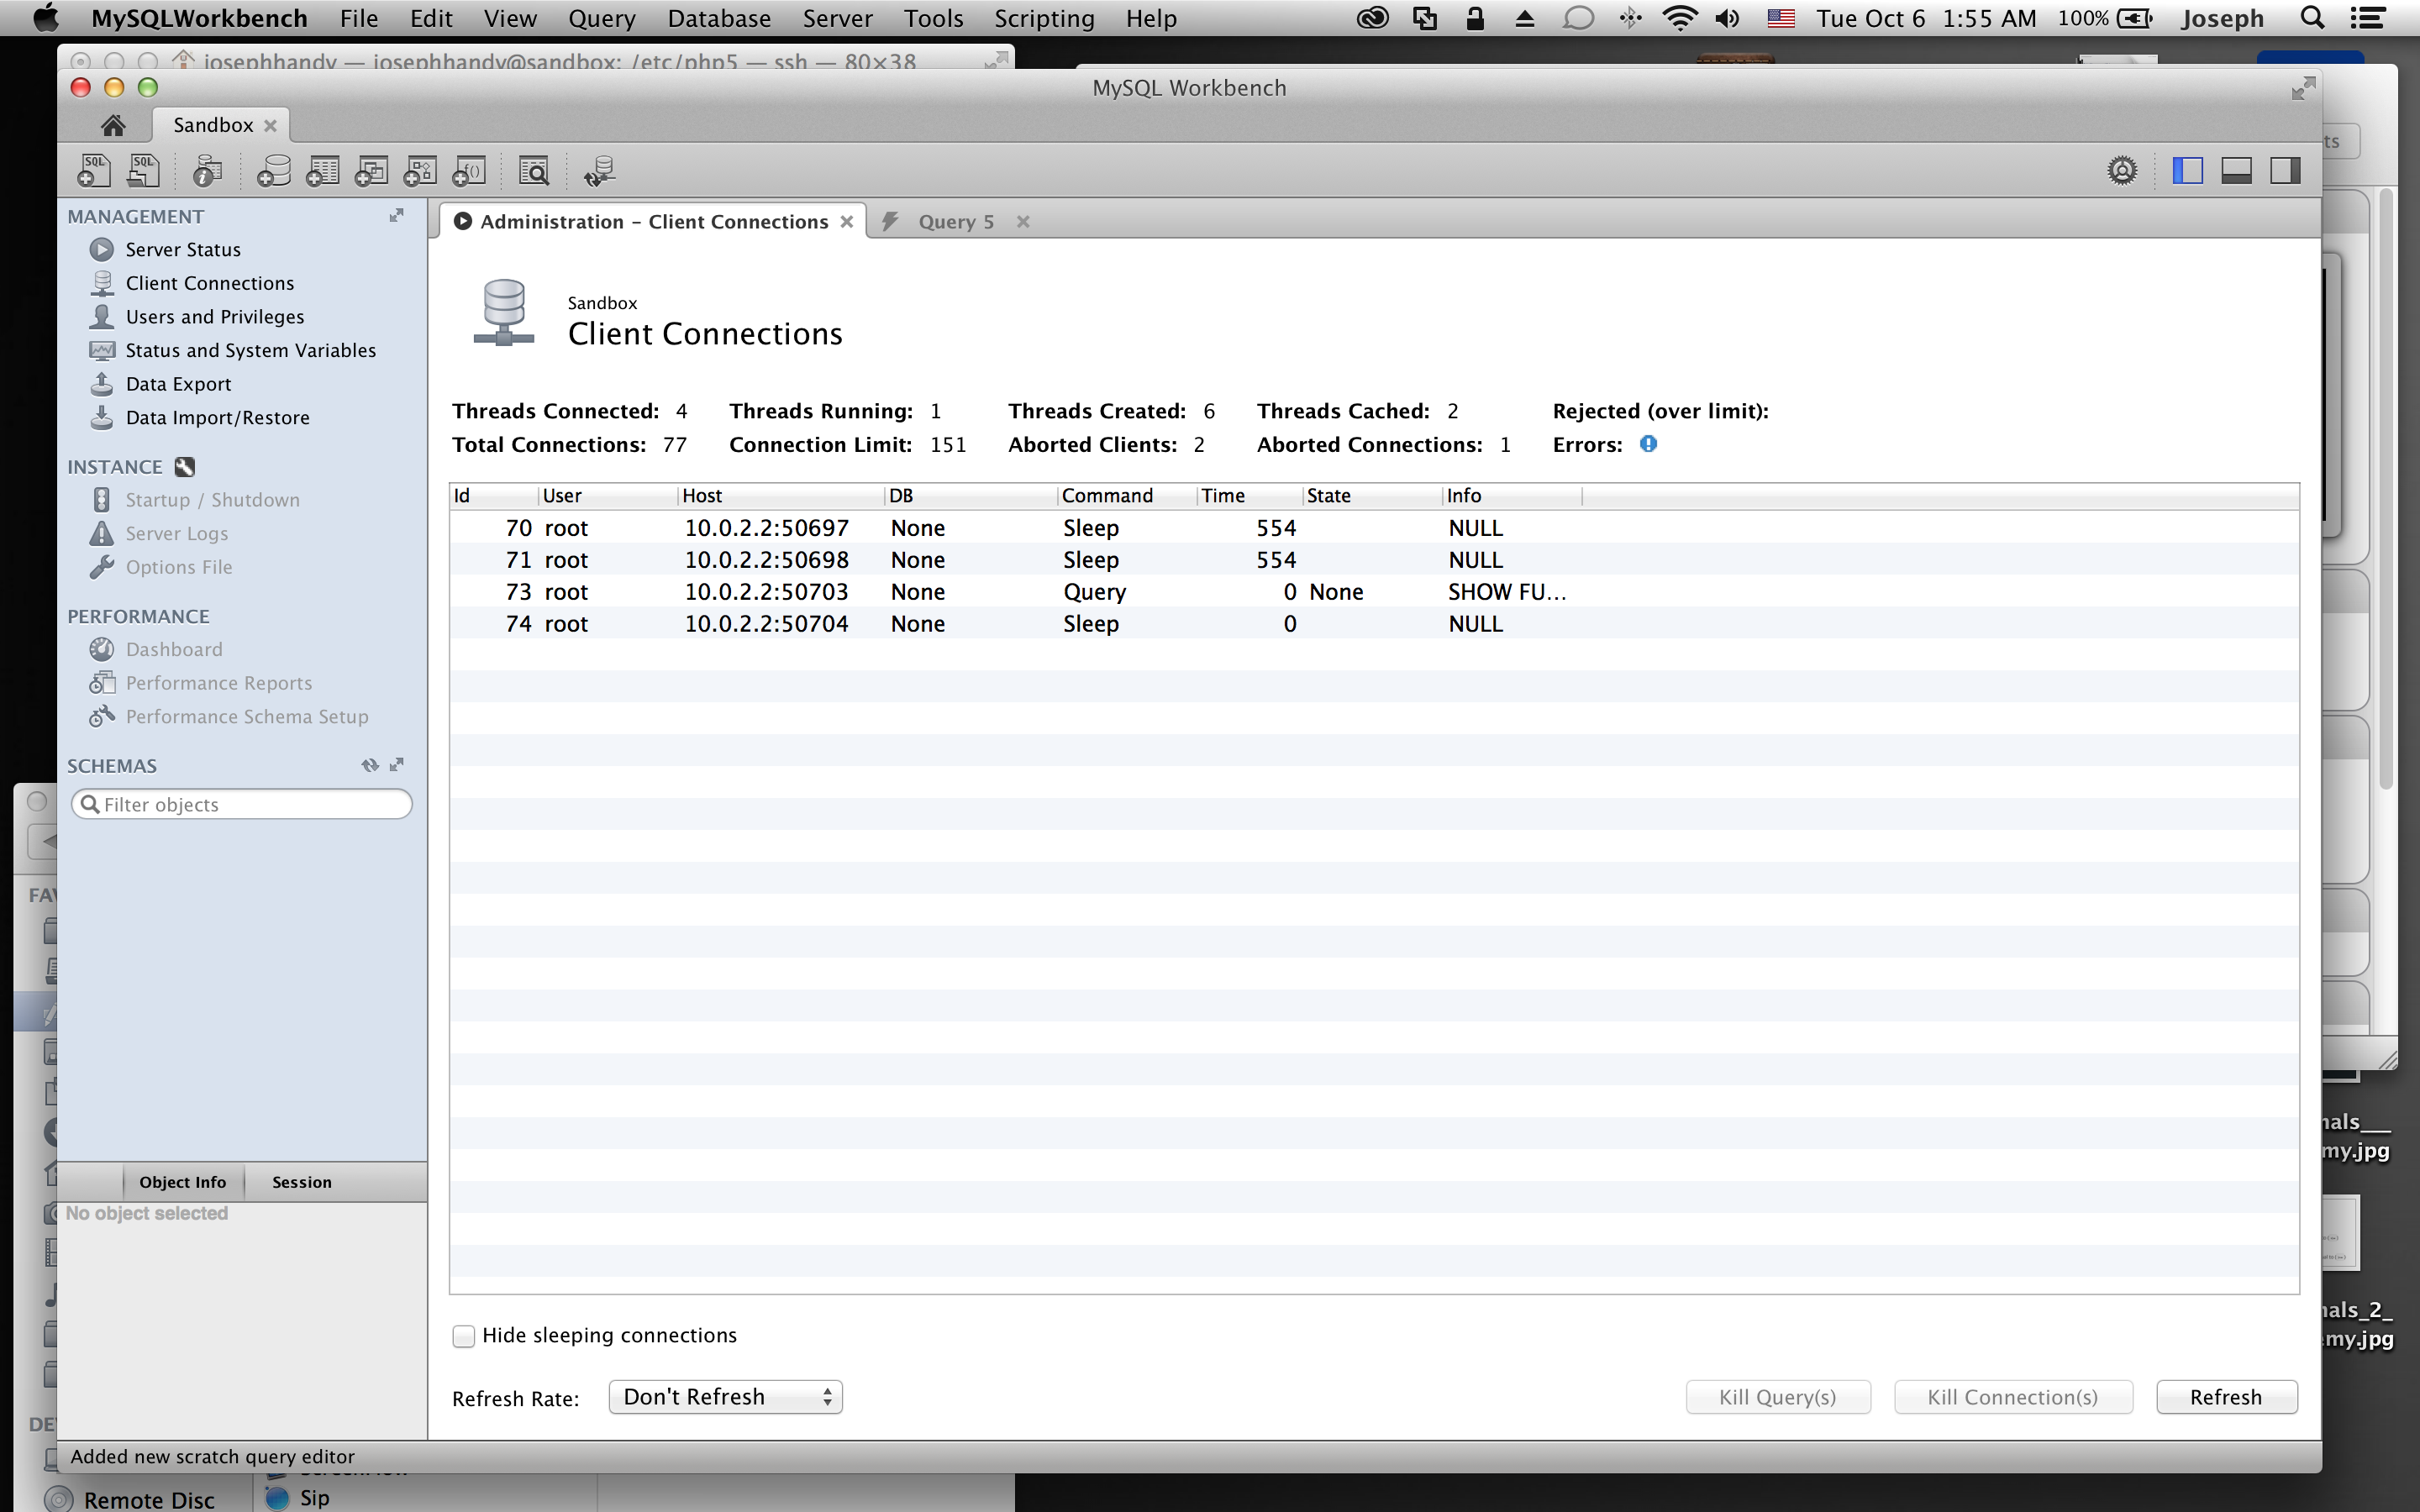 MySQLWorkbench File Edit View Query Database Server Tools Scripting Help Tue Oct 6 1:55 AM 100% Joseph
josephhandy — josephhandy@sandbox: /etc/php5 — ssh — 80×38
MySQL Workbench
Sandbox
ts
MANAGEMENT
Server Status
Client Connections
Users and Privileges
Status and System Variables
Data Export
Data Import/Restore
INSTANCE
Startup / Shutdown
Server Logs
Options File
PERFORMANCE
Dashboard
Performance Reports
Performance Schema Setup
SCHEMAS
Filter objects
Object Info Session
No object selected
Administration – Client Connections Query 5
Sandbox
Client Connections
Threads Connected: 4 Threads Running: 1 Threads Created: 6 Threads Cached: 2 Rejected (over limit):
Total Connections: 77 Connection Limit: 151 Aborted Clients: 2 Aborted Connections: 1 Errors:
Id User Host DB Command Time State Info
70 root 10.0.2.2:50697 None Sleep 554 NULL
71 root 10.0.2.2:50698 None Sleep 554 NULL
73 root 10.0.2.2:50703 None Query 0 None SHOW FU...
74 root 10.0.2.2:50704 None Sleep 0 NULL
Hide sleeping connections
Refresh Rate: Don't Refresh Kill Query(s) Kill Connection(s) Refresh
Added new scratch query editor
FAV
DE
Remote Disc
Sip
my.jpg
als_2_
my.jpg